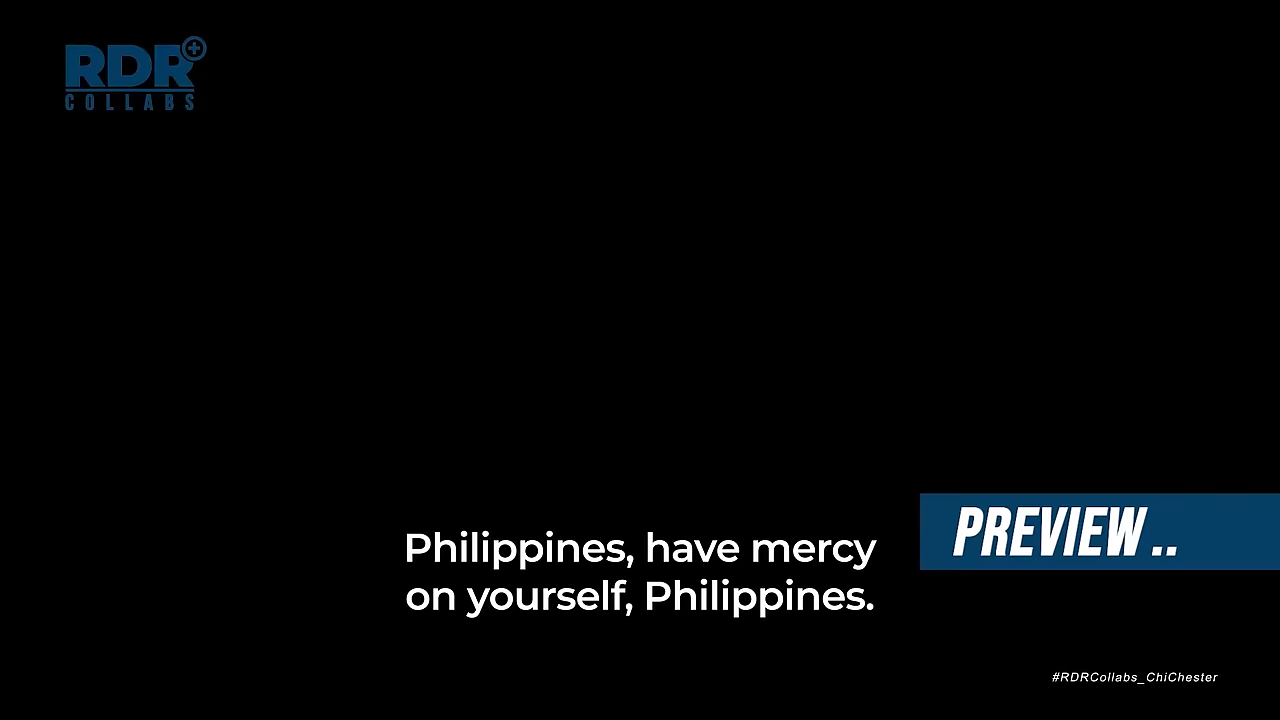 RDR+
COLLABS
PREVIEW ..
Philippines, have mercy
on yourself, Philippines.
#RDRCollabs_ChiChester